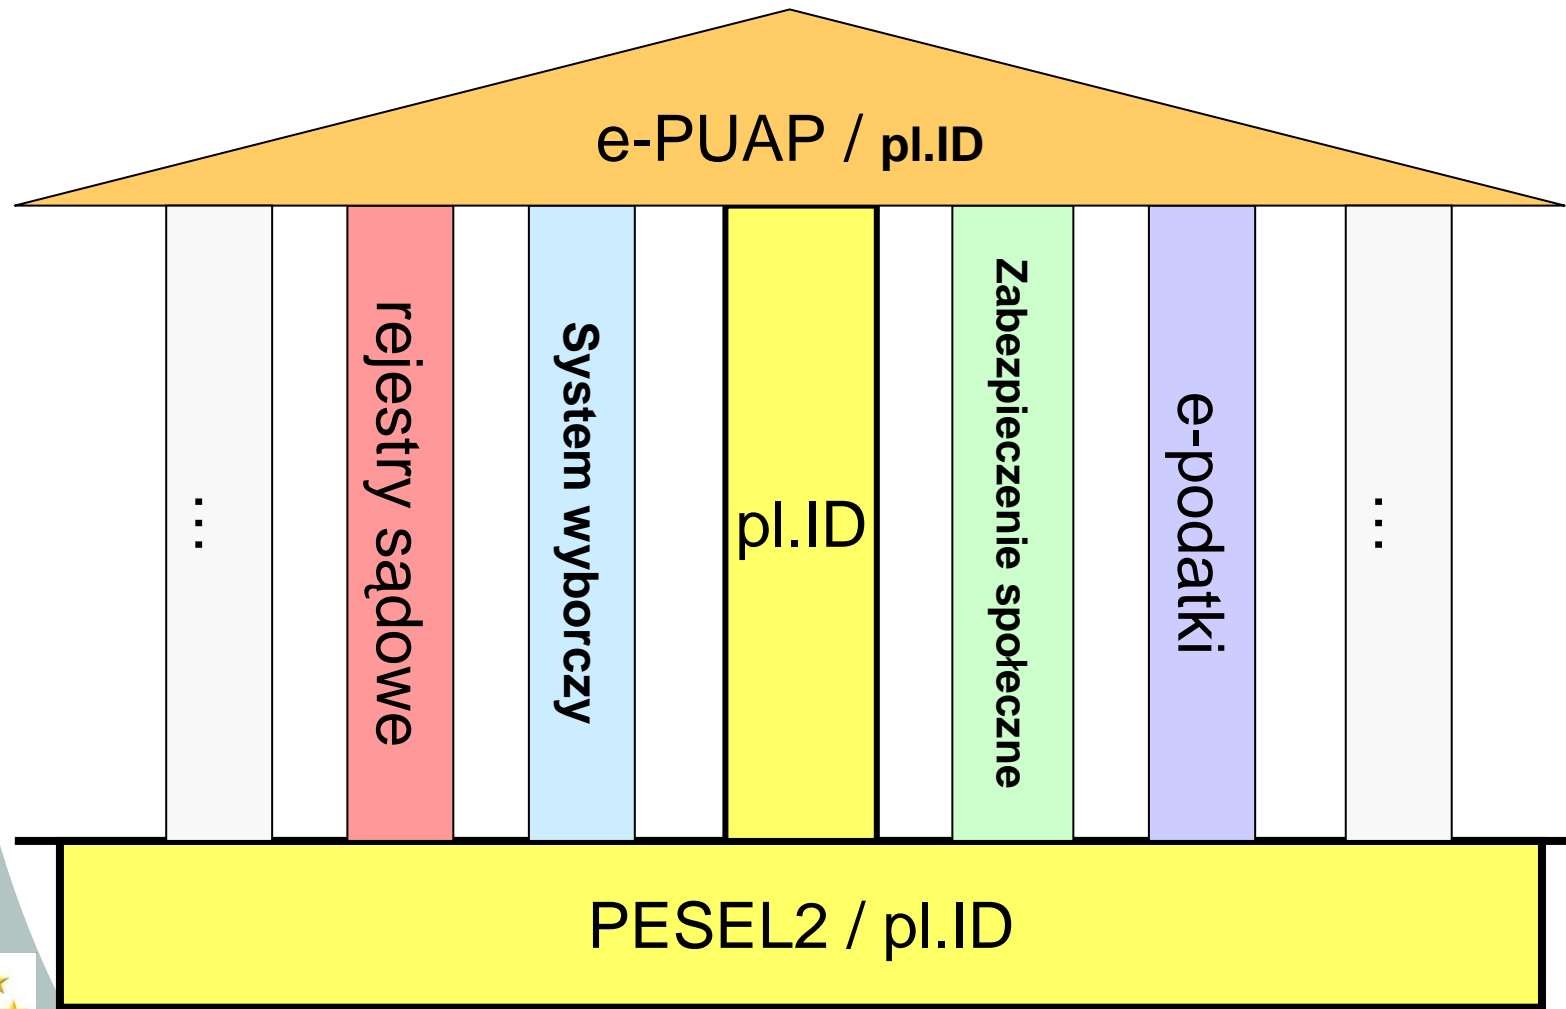 e-PUAP / pl.ID
...
rejestry sądowe
System wyborczy
pl.ID
Zabezpieczenie społeczne
e-podatki
...
PESEL2 / pl.ID